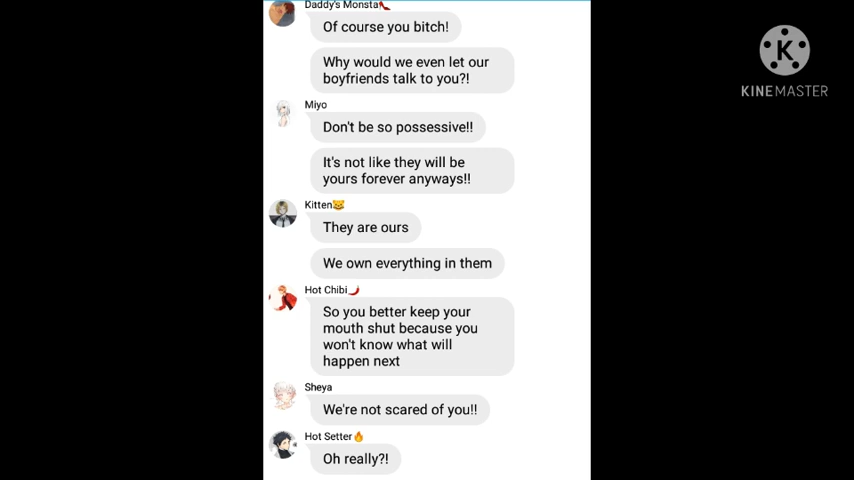 Daddy's Monsta👠
Of course you bitch!
Why would we even let our
boyfriends talk to you?!
Miyo
Don't be so possessive!!
It's not like they will be
yours forever anyways!!
Kitten😺
They are ours
We own everything in them
Hot Chibi🌶️
So you better keep your
mouth shut because you
won't know what will
happen next
Sheya
We're not scared of you!!
Hot Setter🔥
Oh really?!
K
KINEMASTER